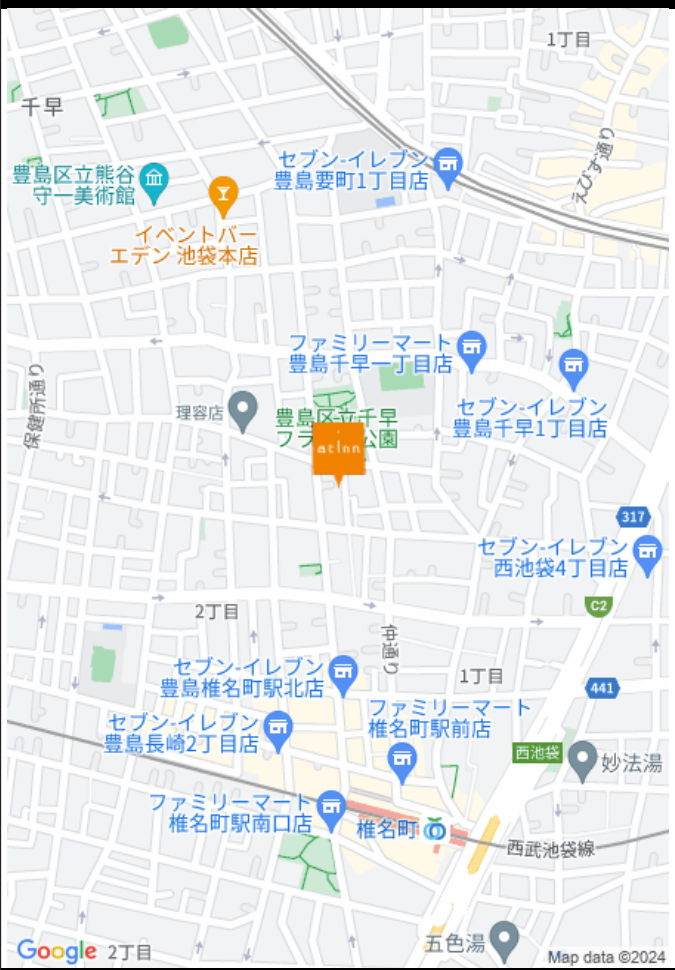 1丁目
千早
えびす通り
セブン-イレブン
豊島要町1丁目店
豊島区立熊谷
守一美術館
イベントバー
エデン 池袋本店
ファミリーマート
豊島千早一丁目店
保健所通り
理容店
セブン-イレブン
豊島千早1丁目店
豊島区立千早
フラ
公園
atinn
317
セブン-イレブン
西池袋4丁目店
C2
2丁目
仲通り
セブン-イレブン
豊島椎名町駅北店
1丁目
441
ファミリーマート
椎名町駅前店
セブン-イレブン
豊島長崎2丁目店
西池袋
妙法湯
ファミリーマート
椎名町駅南口店
椎名町
西武池袋線
五色湯
Google
2丁目
Map data ©2024